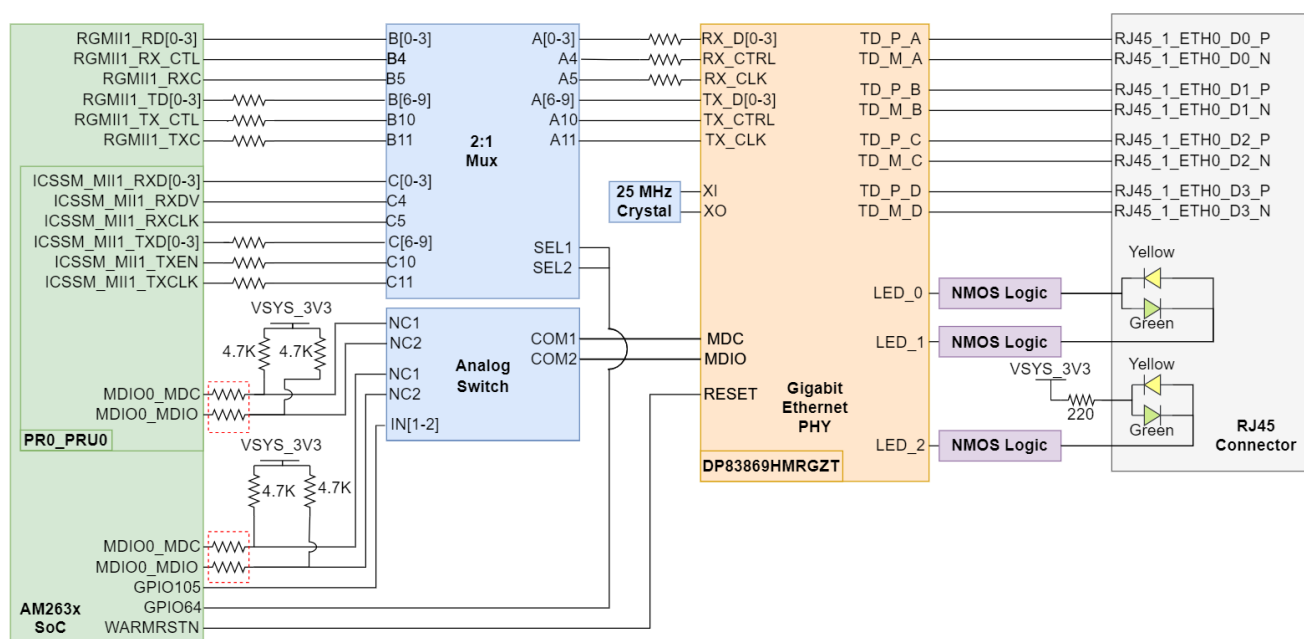 RGMII1_RD[0-3]
RGMII1_RX_CTL
RGMII1_RXC
RGMII1_TD[0-3]
RGMII1_TX_CTL
RGMII1_TXC
ICSSM_MII1_RXD[0-3]
ICSSM_MII1_RXDV
ICSSM_MII1_RXCLK
ICSSM_MII1_TXD[0-3]
ICSSM_MII1_TXEN
ICSSM_MII1_TXCLK
MDIO0_MDC
MDIO0_MDIO
PR0_PRU0
MDIO0_MDC
MDIO0_MDIO
GPIO105
GPIO64
WARMRSTN
AM263x
SoC
VSYS_3V3
4.7K
4.7K
VSYS_3V3
4.7K
4.7K
B[0-3]
B4
B5
B[6-9]
B10
B11
C[0-3]
C4
C5
C[6-9]
C10
C11
2:1
Mux
A[0-3]
A4
A5
A[6-9]
A10
A11
SEL1
SEL2
NC1
NC2
NC1
NC2
IN[1-2]
Analog
Switch
COM1
COM2
25 MHz
Crystal
RX_D[0-3]
RX_CTRL
RX_CLK
TX_D[0-3]
TX_CTRL
TX_CLK
XI
XO
MDC
MDIO
RESET
Gigabit
Ethernet
PHY
DP83869HMRGZT
TD_P_A
TD_M_A
TD_P_B
TD_M_B
TD_P_C
TD_M_C
TD_P_D
TD_M_D
LED_0
LED_1
LED_2
NMOS Logic
NMOS Logic
NMOS Logic
VSYS_3V3
220
RJ45_1_ETH0_D0_P
RJ45_1_ETH0_D0_N
RJ45_1_ETH0_D1_P
RJ45_1_ETH0_D1_N
RJ45_1_ETH0_D2_P
RJ45_1_ETH0_D2_N
RJ45_1_ETH0_D3_P
RJ45_1_ETH0_D3_N
Yellow
Green
Yellow
Green
RJ45
Connector